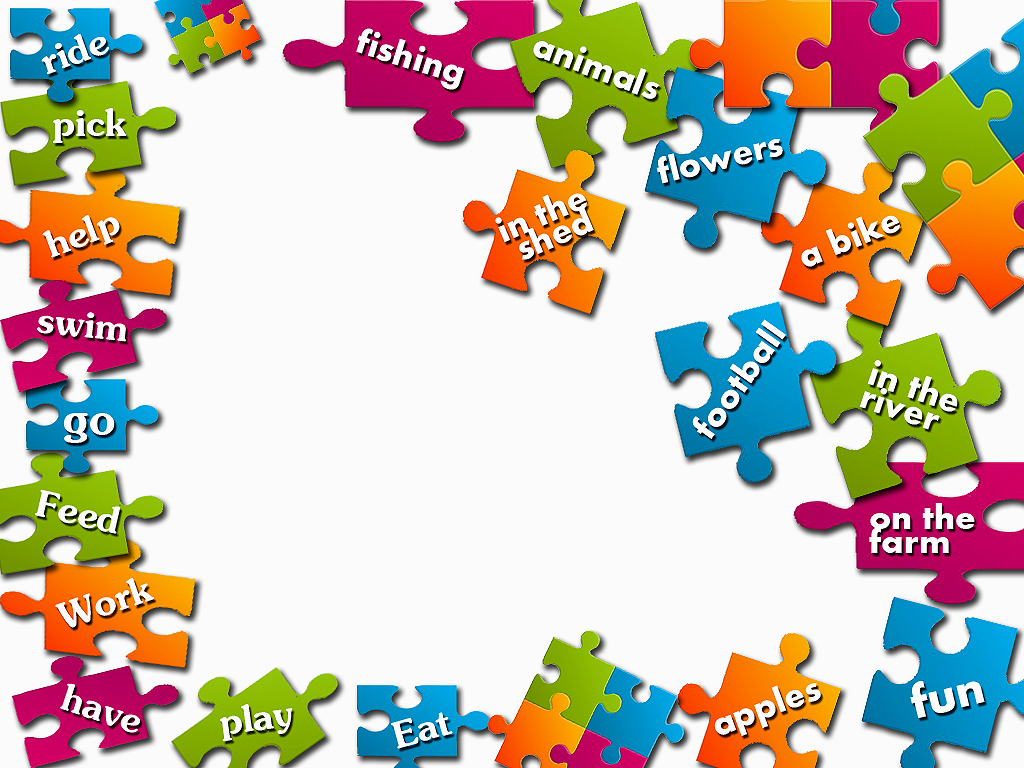 ride
pick
help
swim
go
Feed
Work
have
play
Eat
fishing
animals
flowers
in the
shed
a bike
football
in the
river
on the
farm
apples
fun